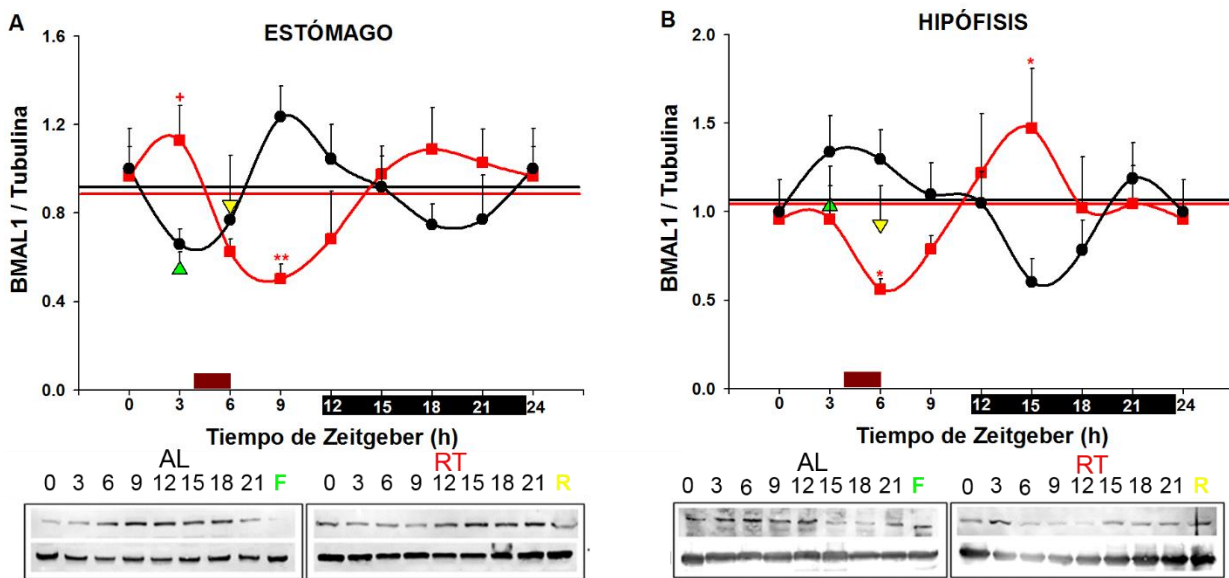 A
ESTÓMAGO
BMAL1 / Tubulina
1.6
1.2
0.8
0.4
0.0
+
**
0 3 6 9 12 15 18 21 24
Tiempo de Zeitgeber (h)
AL
0 3 6 9 12 15 18 21 F
RT
0 3 6 9 12 15 18 21 R
B
HIPÓFISIS
BMAL1 / Tubulina
2.0
1.5
1.0
0.5
0.0
*
*
0 3 6 9 12 15 18 21 24
Tiempo de Zeitgeber (h)
AL
0 3 6 9 12 15 18 21 F
RT
0 3 6 9 12 15 18 21 R